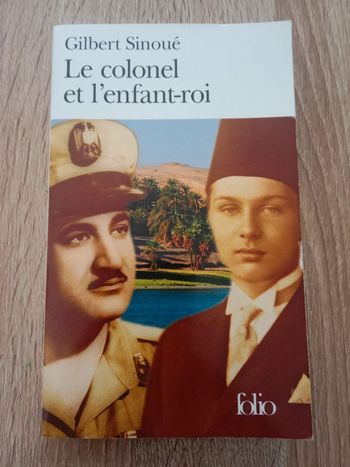 Gilbert Sinoué
Le colonel
et l'enfant-roi
folio